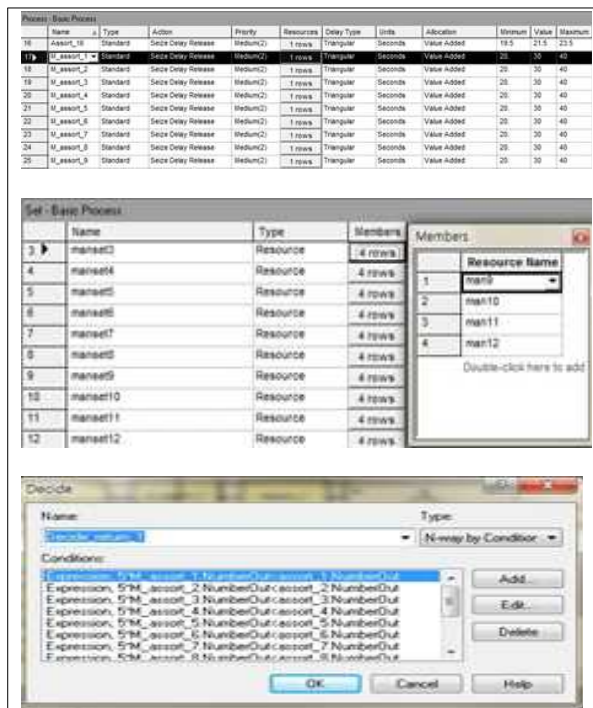 Process - Basic Process
Name Type Action Priority Resources Delay Type Units Allocation Minimum Value Maximum
16 Assort_16 Standard Seize Delay Release Medium(2) 1 rows Triangular Seconds Value Added 19.5 21.5 23.5
17 M_assort_1 Standard Seize Delay Release Medium(2) 1 rows Triangular Seconds Value Added 20. 30 40
18 M_assort_2 Standard Seize Delay Release Medium(2) 1 rows Triangular Seconds Value Added 20. 30 40
19 M_assort_3 Standard Seize Delay Release Medium(2) 1 rows Triangular Seconds Value Added 20. 30 40
20 M_assort_4 Standard Seize Delay Release Medium(2) 1 rows Triangular Seconds Value Added 20. 30 40
21 M_assort_5 Standard Seize Delay Release Medium(2) 1 rows Triangular Seconds Value Added 20. 30 40
22 M_assort_6 Standard Seize Delay Release Medium(2) 1 rows Triangular Seconds Value Added 20. 30 40
23 M_assort_7 Standard Seize Delay Release Medium(2) 1 rows Triangular Seconds Value Added 20. 30 40
24 M_assort_8 Standard Seize Delay Release Medium(2) 1 rows Triangular Seconds Value Added 20. 30 40
25 M_assort_9 Standard Seize Delay Release Medium(2) 1 rows Triangular Seconds Value Added 20. 30 40
Set - Basic Process
Name Type Members
3 manset3 Resource 4 rows
4 manset4 Resource 4 rows
5 manset5 Resource 4 rows
6 manset6 Resource 4 rows
7 manset7 Resource 4 rows
8 manset8 Resource 4 rows
9 manset9 Resource 4 rows
10 manset10 Resource 4 rows
11 manset11 Resource 4 rows
12 manset12 Resource 4 rows
Members
Resource Name
1 man9
2 man10
3 man11
4 man12
Double-click here to add
Decide
Name: Type:
Decide_return_1 N-way by Condition
Conditions:
Expression, 5*M_assort_1.NumberOut<assort_1.NumberOut
Expression, 5*M_assort_2.NumberOut<assort_2.NumberOut
Expression, 5*M_assort_3.NumberOut<assort_3.NumberOut
Expression, 5*M_assort_4.NumberOut<assort_4.NumberOut
Expression, 5*M_assort_5.NumberOut<assort_5.NumberOut
Expression, 5*M_assort_6.NumberOut<assort_6.NumberOut
Expression, 5*M_assort_7.NumberOut<assort_7.NumberOut
Expression, 5*M_assort_8.NumberOut<assort_8.NumberOut
Add...
Edit...
Delete
OK Cancel Help